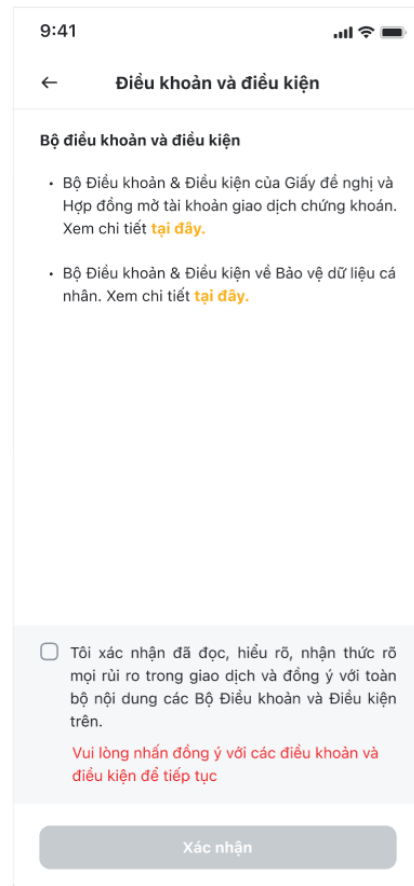 9:41
Điều khoản và điều kiện
Bộ điều khoản và điều kiện
• Bộ Điều khoản & Điều kiện của Giấy đề nghị và
Hợp đồng mở tài khoản giao dịch chứng khoán.
Xem chi tiết tại đây.
• Bộ Điều khoản & Điều kiện về Bảo vệ dữ liệu cá
nhân. Xem chi tiết tại đây.
Tôi xác nhận đã đọc, hiểu rõ, nhận thức rõ
mọi rủi ro trong giao dịch và đồng ý với toàn
bộ nội dung các Bộ Điều khoản và Điều kiện
trên.
Vui lòng nhấn đồng ý với các điều khoản và
điều kiện để tiếp tục
Xác nhận